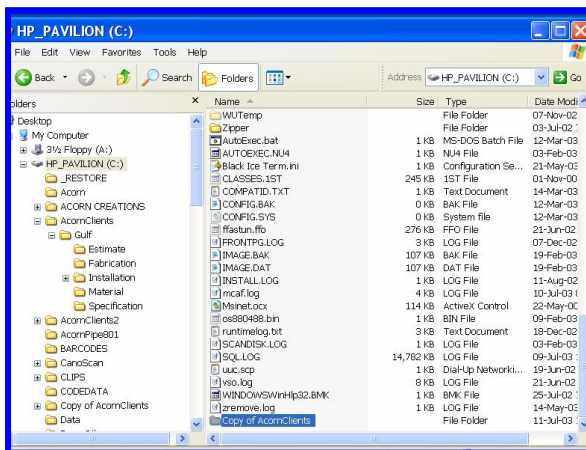 HP_PAVILION (C:)
File Edit View Favorites Tools Help
Back Search Folders Address HP_PAVILION (C:) Go
olders
Desktop
My Computer
3½ Floppy (A:)
HP_PAVILION (C:)
_RESTORE
Acorn
ACORN CREATIONS
AcornClients
Gulf
Estimate
Fabrication
Installation
Material
Specification
AcornClients2
AcornPipe801
BARCODES
CanoScan
CLIPS
CODEDATA
Copy of AcornClients
Data
Name Size Type Date Modi
WUTemp File Folder 07-Nov-02
Zipper File Folder 03-Jul-02
AutoExec.bat 1 KB MS-DOS Batch File 12-Mar-03
AUTOEXEC.NU4 1 KB NU4 File 03-Feb-03
Black Ice Term.ini 1 KB Configuration Se... 21-May-03
CLASSES.1ST 245 KB 1ST File 01-Nov-00
COMPATID.TXT 1 KB Text Document 14-Mar-03
CONFIG.BAK 0 KB BAK File 12-Mar-03
CONFIG.SYS 0 KB System file 12-Mar-03
ffastun.ffo 276 KB FFO File 21-Jun-02
FRONTPG.LOG 3 KB LOG File 07-Dec-02
IMAGE.BAK 107 KB BAK File 19-Feb-03
IMAGE.DAT 107 KB DAT File 19-Feb-03
INSTALL.LOG 1 KB LOG File 11-Aug-02
mcaf.log 4 KB LOG File 10-Jul-03
Msinet.ocx 114 KB ActiveX Control 22-May-00
os880488.bin 1 KB BIN File 09-Feb-03
runtimelog.txt 3 KB Text Document 18-Dec-02
SCANDISK.LOG 1 KB LOG File 03-Feb-03
SQL.LOG 14,782 KB LOG File 09-Jul-03
uuc.scp 1 KB Dial-Up Networki... 19-Jun-02
vso.log 8 KB LOG File 21-Jun-02
WINDOWSWinHlp32.BMK 1 KB BMK File 25-Jul-02
zremove.log 1 KB LOG File 14-May-03
Copy of AcornClients File Folder 11-Jul-03